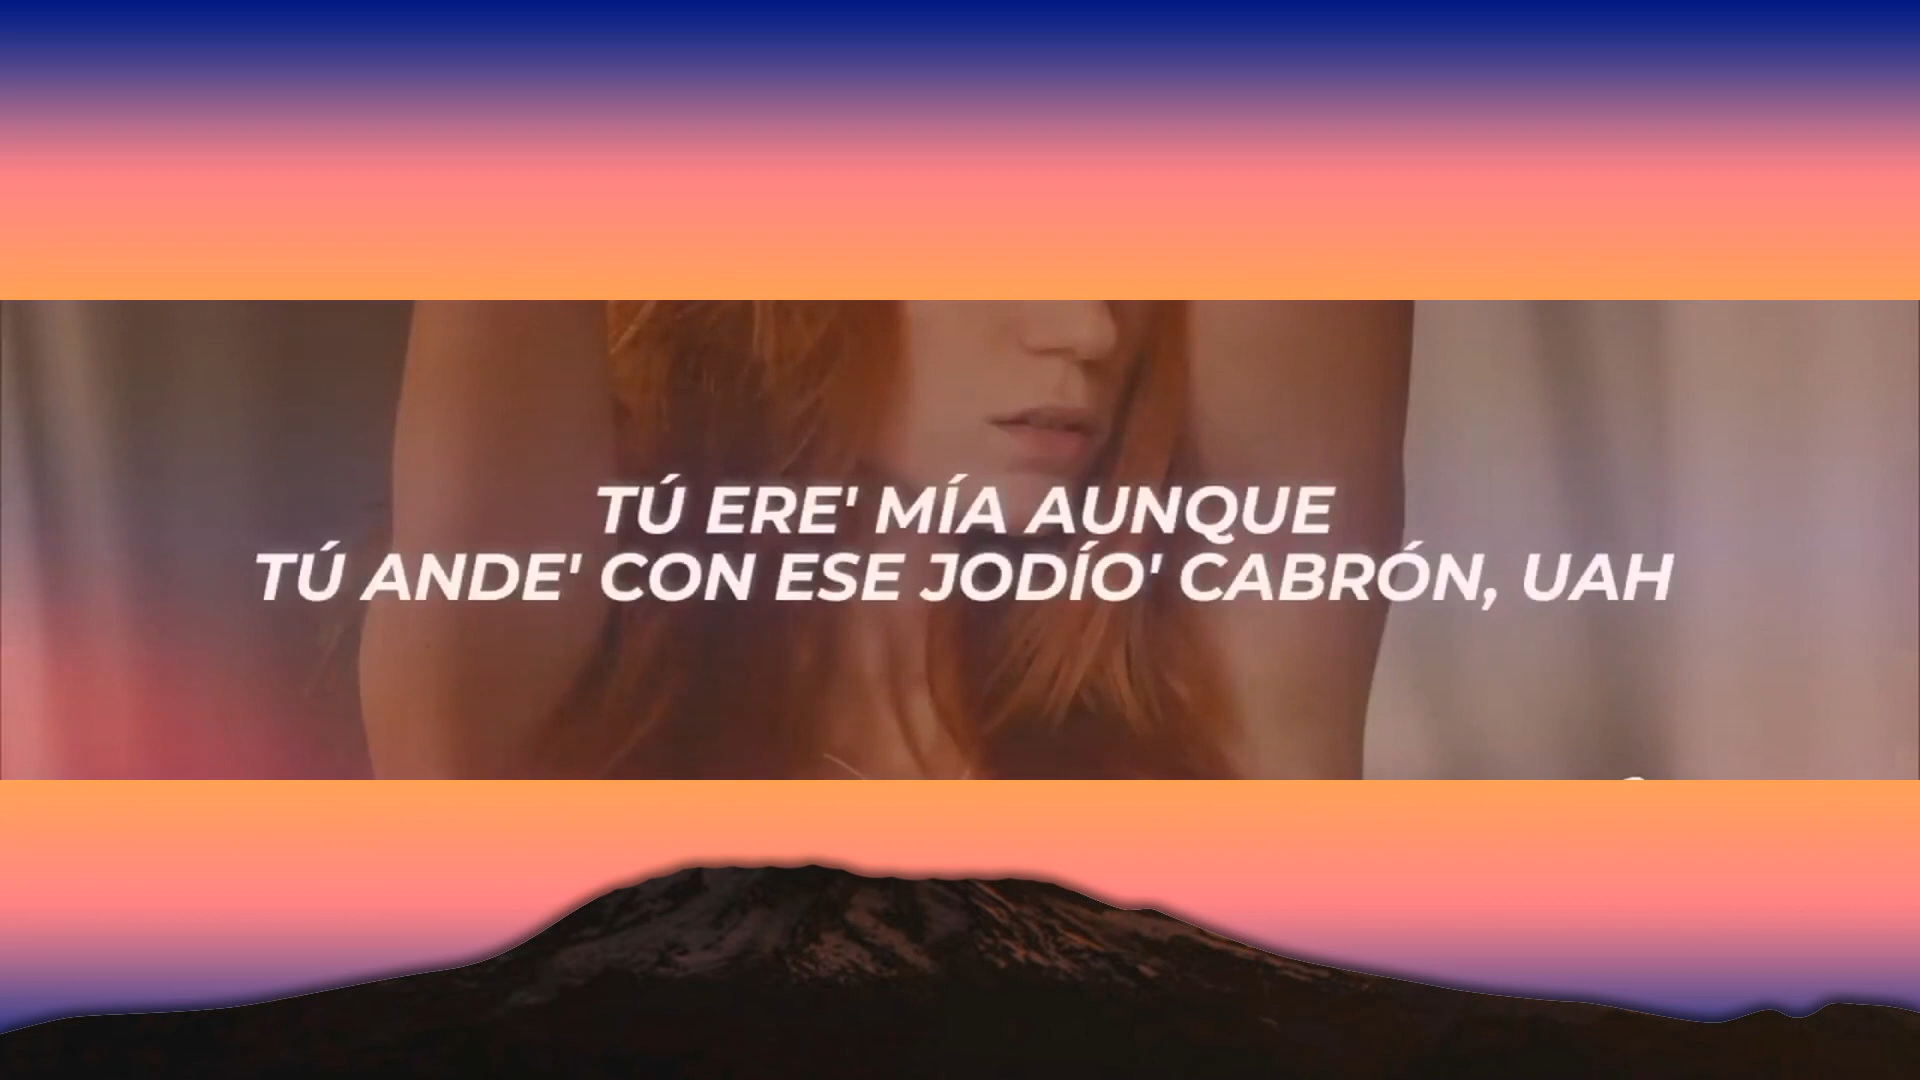 TÚ ERE' MÍA AUNQUE
TÚ ANDE' CON ESE JODÍO' CABRÓN, UAH